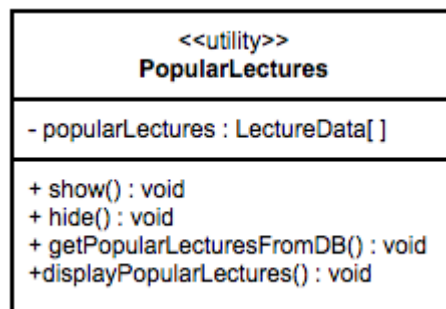 <<utility>>
PopularLectures
- popularLectures : LectureData[ ]
+ show() : void
+ hide() : void
+ getPopularLecturesFromDB() : void
+displayPopularLectures() : void